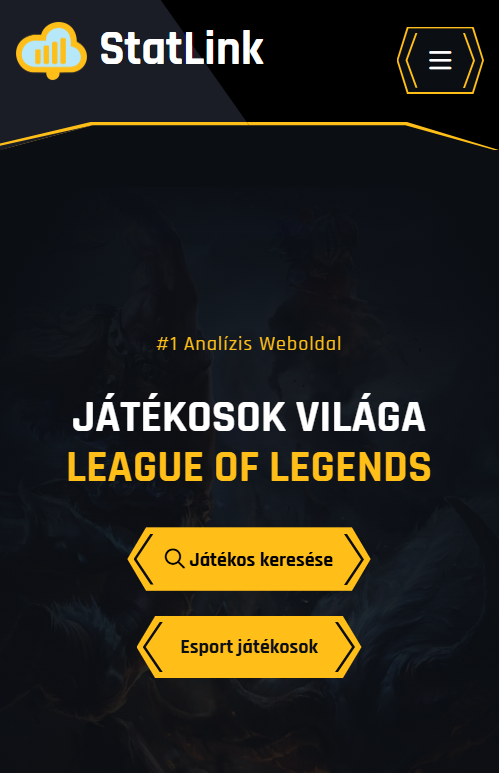 StatLink
#1 Analízis Weboldal
JÁTÉKOSOK VILÁGA
LEAGUE OF LEGENDS
Játékos keresése
Esport játékosok